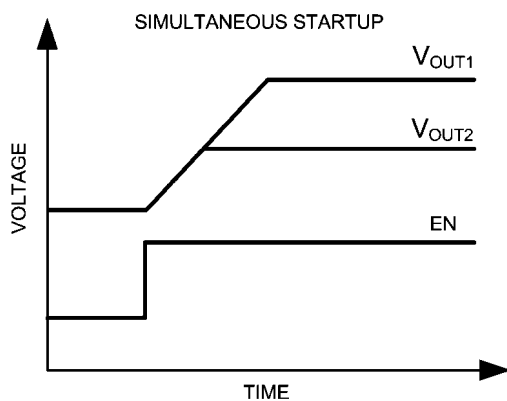 SIMULTANEOUS STARTUP
VOUT1
VOUT2
VOLTAGE
EN
TIME